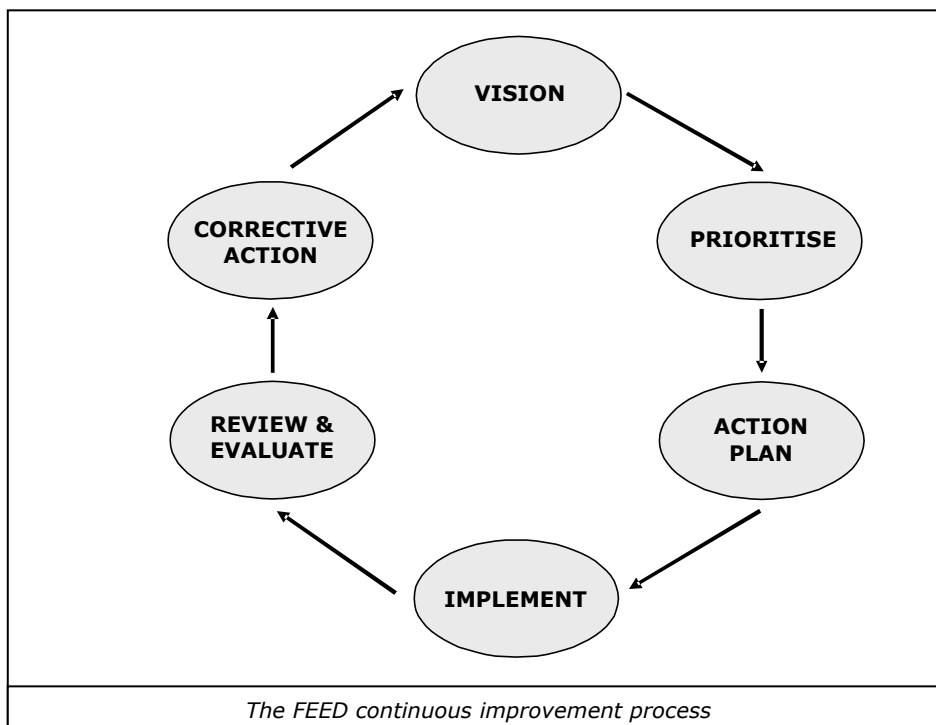 VISION
PRIORITISE
ACTION
PLAN
IMPLEMENT
REVIEW &
EVALUATE
CORRECTIVE
ACTION
The FEED continuous improvement process